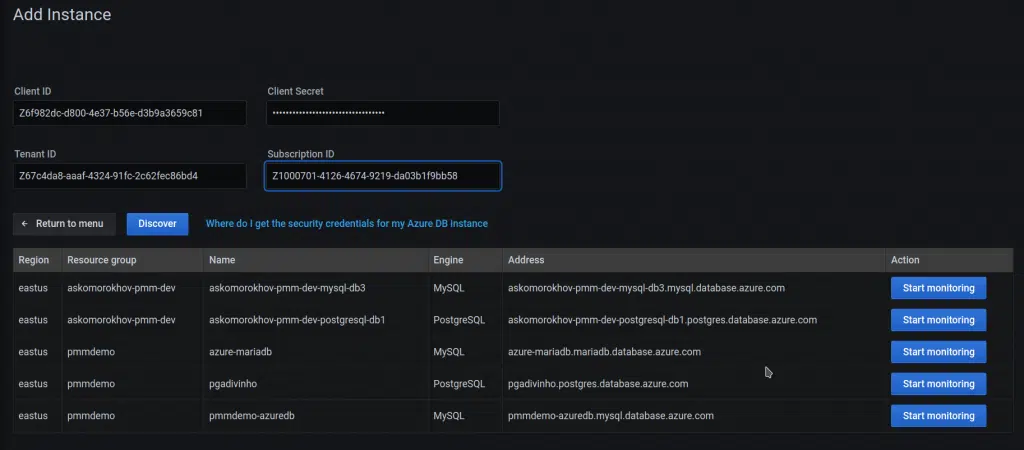 Add Instance
Client ID Client Secret
Z6f982dc-d800-4e37-b56e-d3b9a3659c81 ••••••••••••••••••••••••••••••••••
Tenant ID Subscription ID
Z67c4da8-aaaf-4324-91fc-2c62fec86bd4 Z1000701-4126-4674-9219-da03b1f9bb58
← Return to menu Discover Where do I get the security credentials for my Azure DB instance
Region Resource group Name Engine Address Action
eastus askomorokhov-pmm-dev askomorokhov-pmm-dev-mysql-db3 MySQL askomorokhov-pmm-dev-mysql-db3.mysql.database.azure.com Start monitoring
eastus askomorokhov-pmm-dev askomorokhov-pmm-dev-postgresql-db1 PostgreSQL askomorokhov-pmm-dev-postgresql-db1.postgres.database.azure.com Start monitoring
eastus pmmdemo azure-mariadb MySQL azure-mariadb.mariadb.database.azure.com Start monitoring
eastus pmmdemo pgadivinho PostgreSQL pgadivinho.postgres.database.azure.com Start monitoring
eastus pmmdemo pmmdemo-azuredb MySQL pmmdemo-azuredb.mysql.database.azure.com Start monitoring